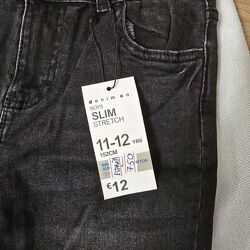 denim co.
BOYS
SLIM
STRETCH
11-12 YRS
152CM
€12